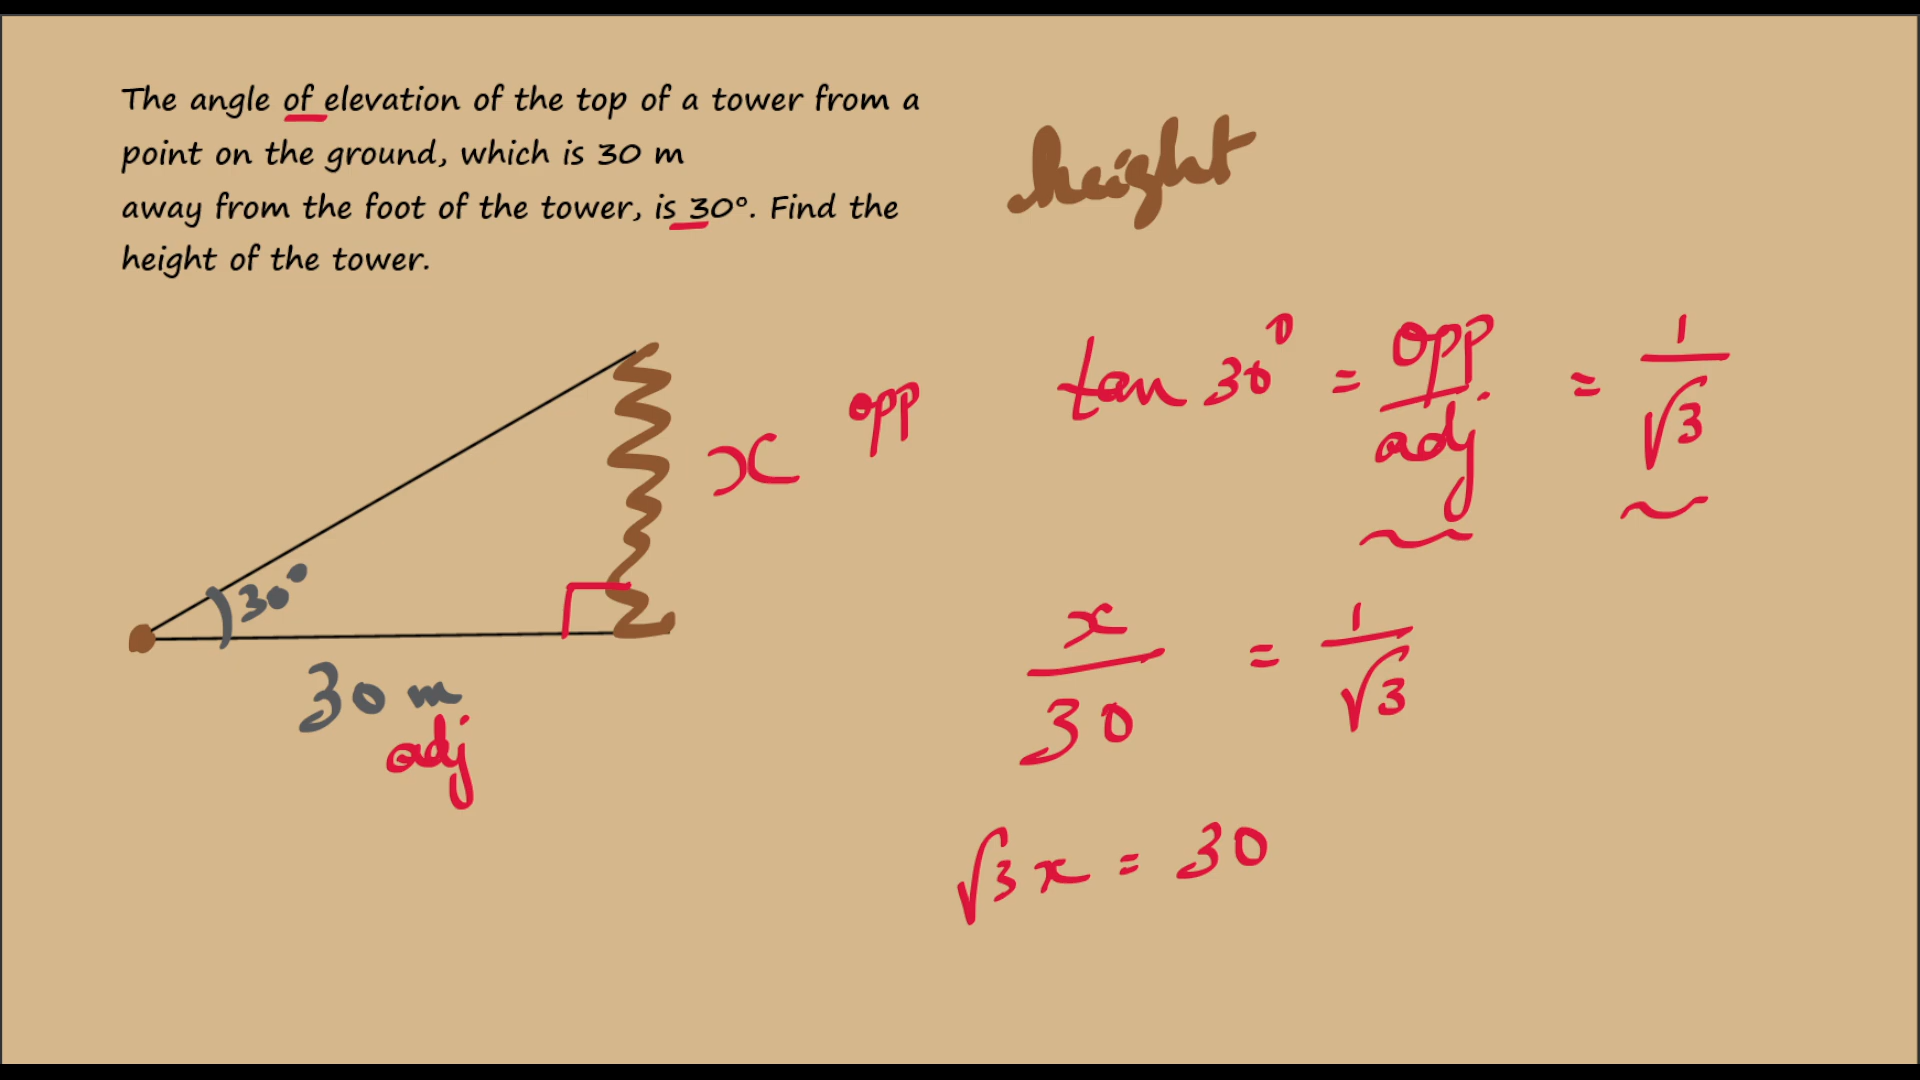 The angle of elevation of the top of a tower from a
point on the ground, which is 30 m
away from the foot of the tower, is 30°. Find the
height of the tower.
height
tan 30° = opp/adj = 1/√3
opp
x
30°
30 m
adj
x/30 = 1/√3
√3 x = 30